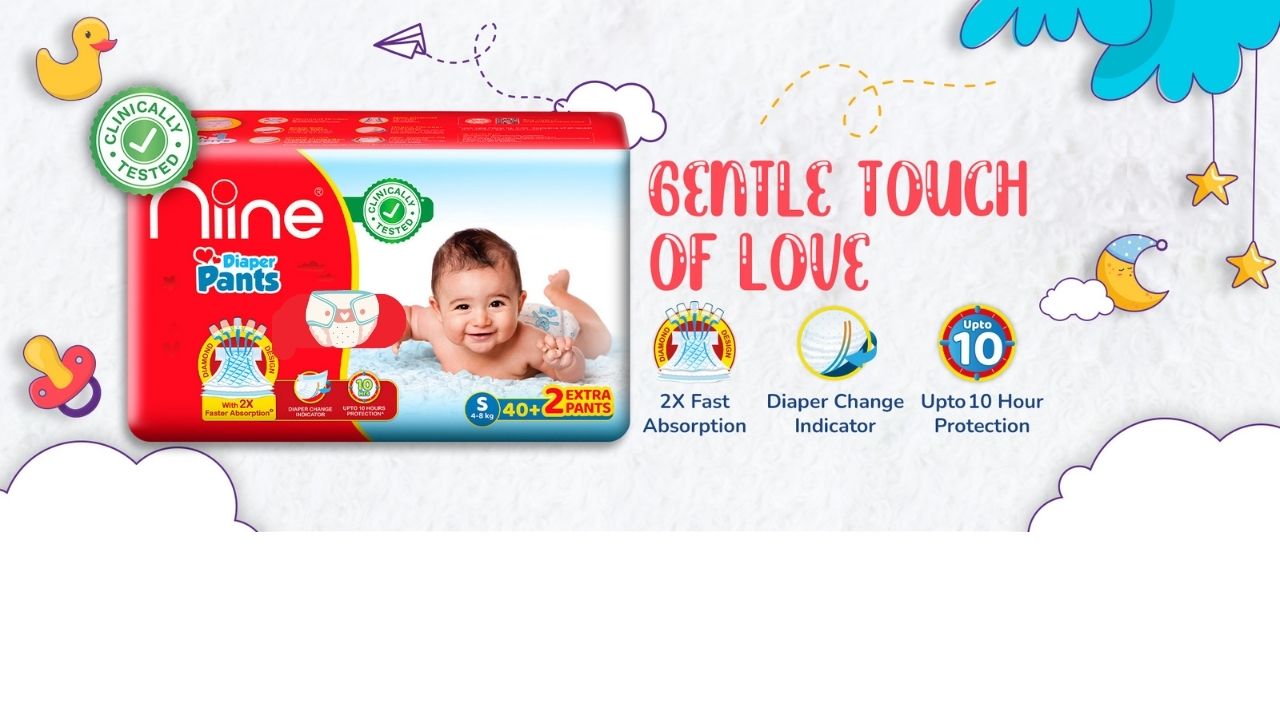 CLINICALLY
TESTED
niine®
Diaper
Pants
CLINICALLY
TESTED
DIAMOND DESIGN
With 2X
Faster Absorption
DIAPER CHANGE
INDICATOR
10
HRS
UPTO 10 HOURS
PROTECTION
S
4-8 kg
40+2 EXTRA
PANTS
GENTLE TOUCH
OF LOVE
DIAMOND DESIGN
Upto
10
2X Fast
Absorption
Diaper Change
Indicator
Upto 10 Hour
Protection